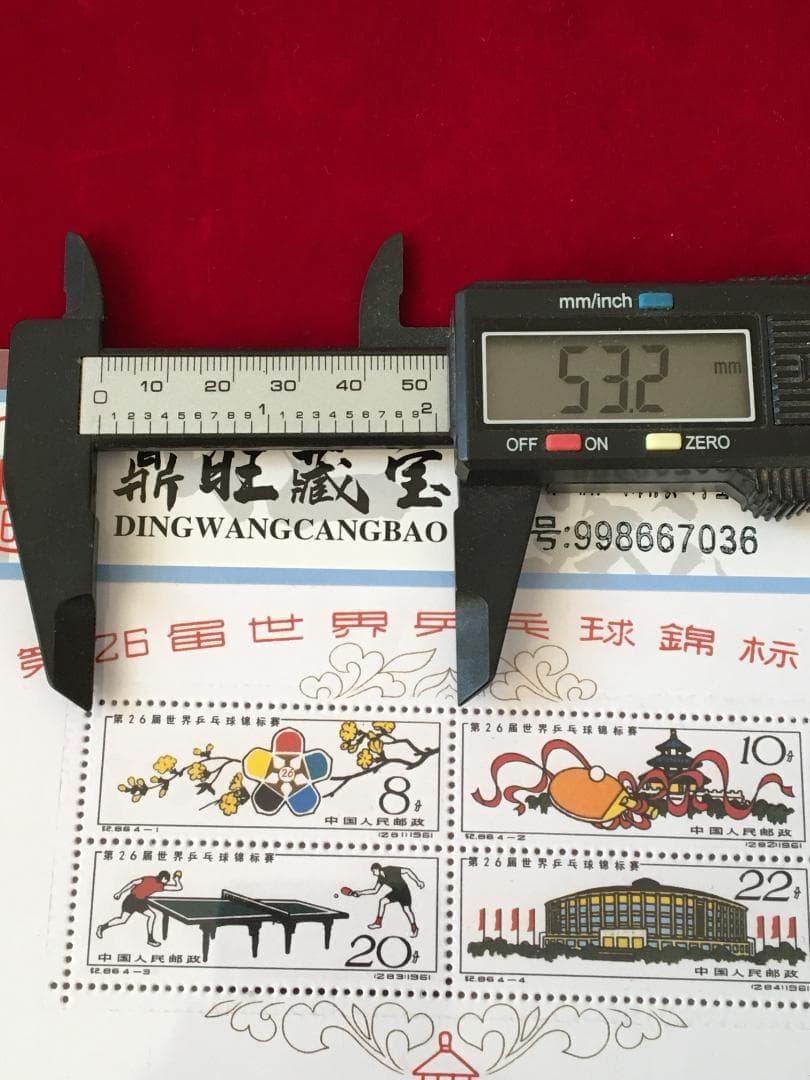 mm/inch
53.2 mm
OFF ON ZERO
0 10 20 30 40 50
1 2 3 4 5 6 7 8 9 1 1 2 3 4 5 6 7 8 9 2
鼎旺藏宝
DINGWANGCANGBAO
号:998667036
第26届世界乒乓球錦标
第26届世界乒乓球锦标赛
8分
中国人民邮政
纪.86.4-1
(281)1961
第26届世界乒乓球锦标赛
10分
中国人民邮政
纪.86.4-2
(282)1961
第26届世界乒乓球锦标赛
20分
中国人民邮政
纪.86.4-3
(283)1961
第26届世界乒乓球锦标赛
22分
中国人民邮政
纪.86.4-4
(284)1961
26